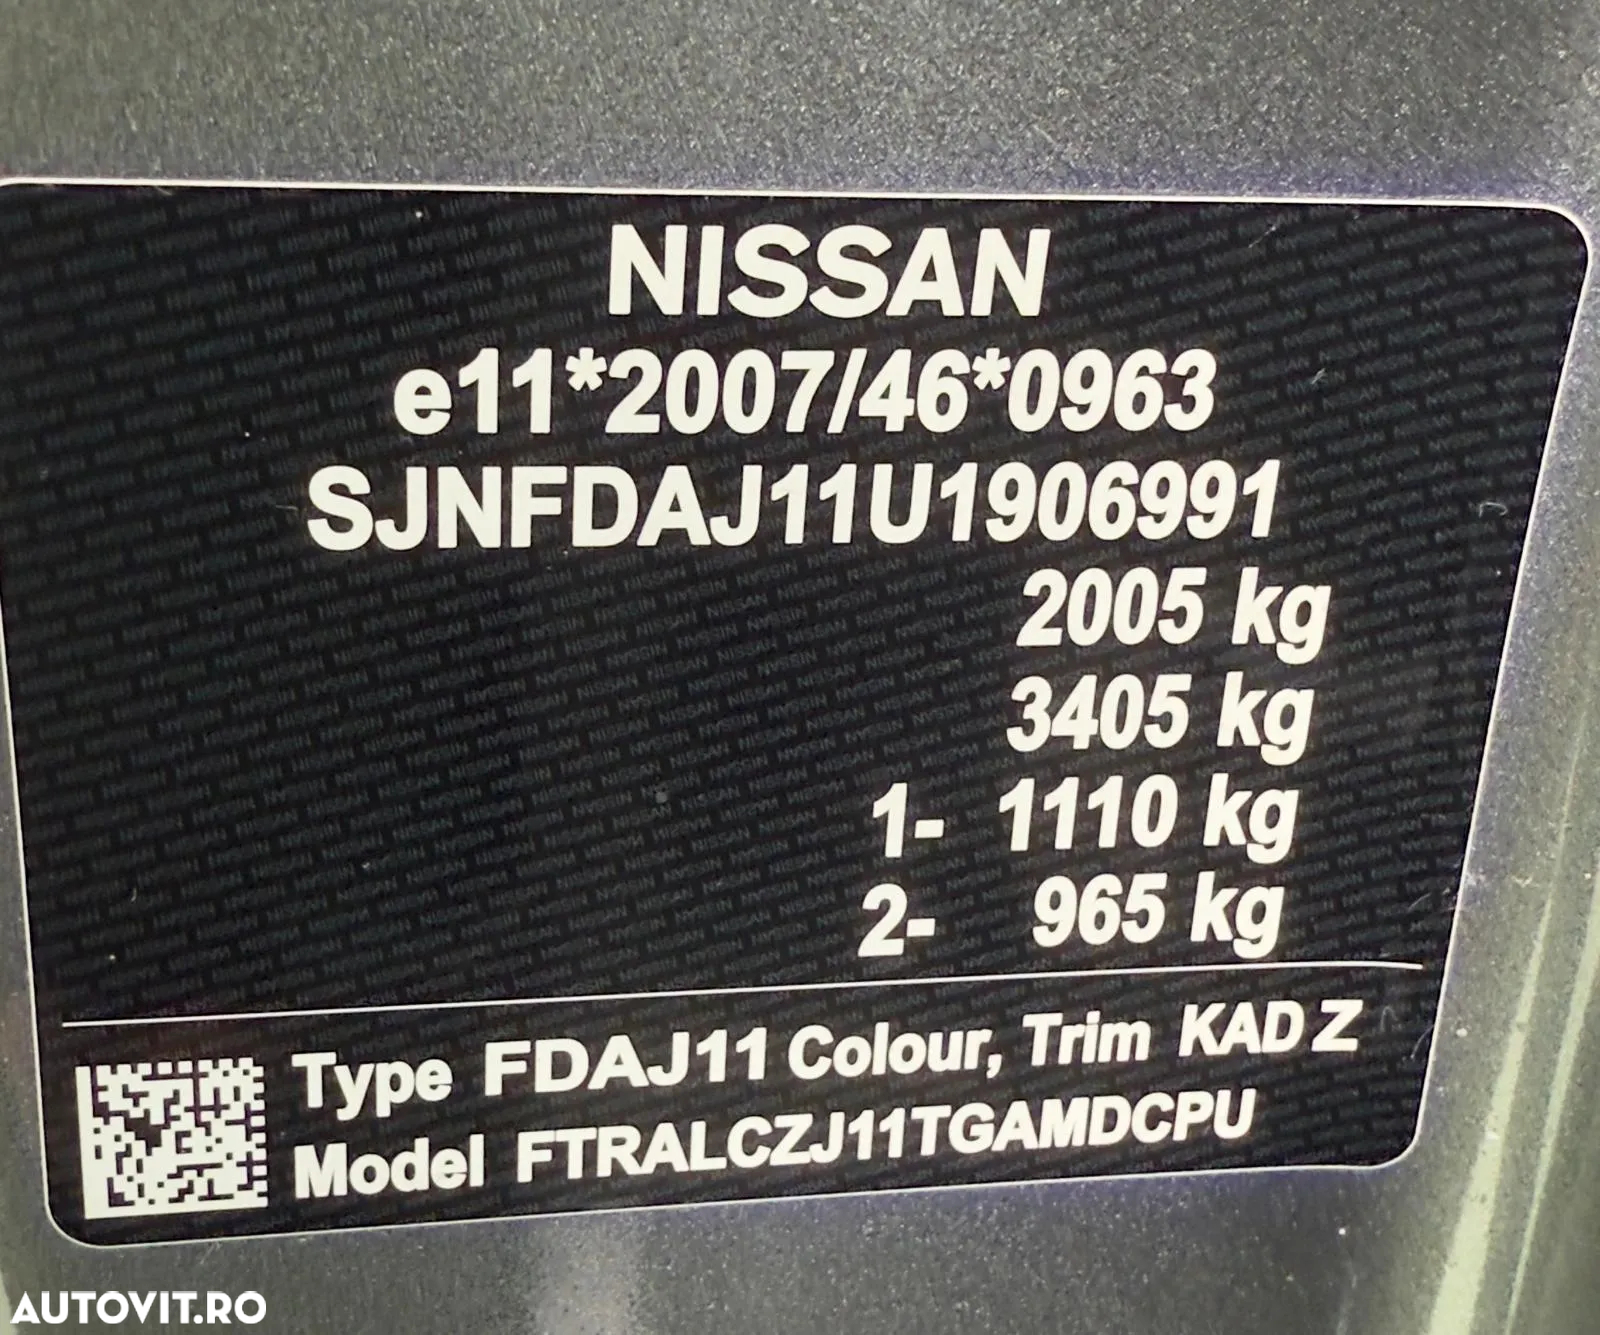 NISSAN
e11*2007/46*0963
SJNFDAJ11U1906991
2005 kg
3405 kg
1- 1110 kg
2- 965 kg
Type FDAJ11 Colour, Trim KAD Z
Model FTRALCZJ11TGAMDCPU
AUTOVIT.RO